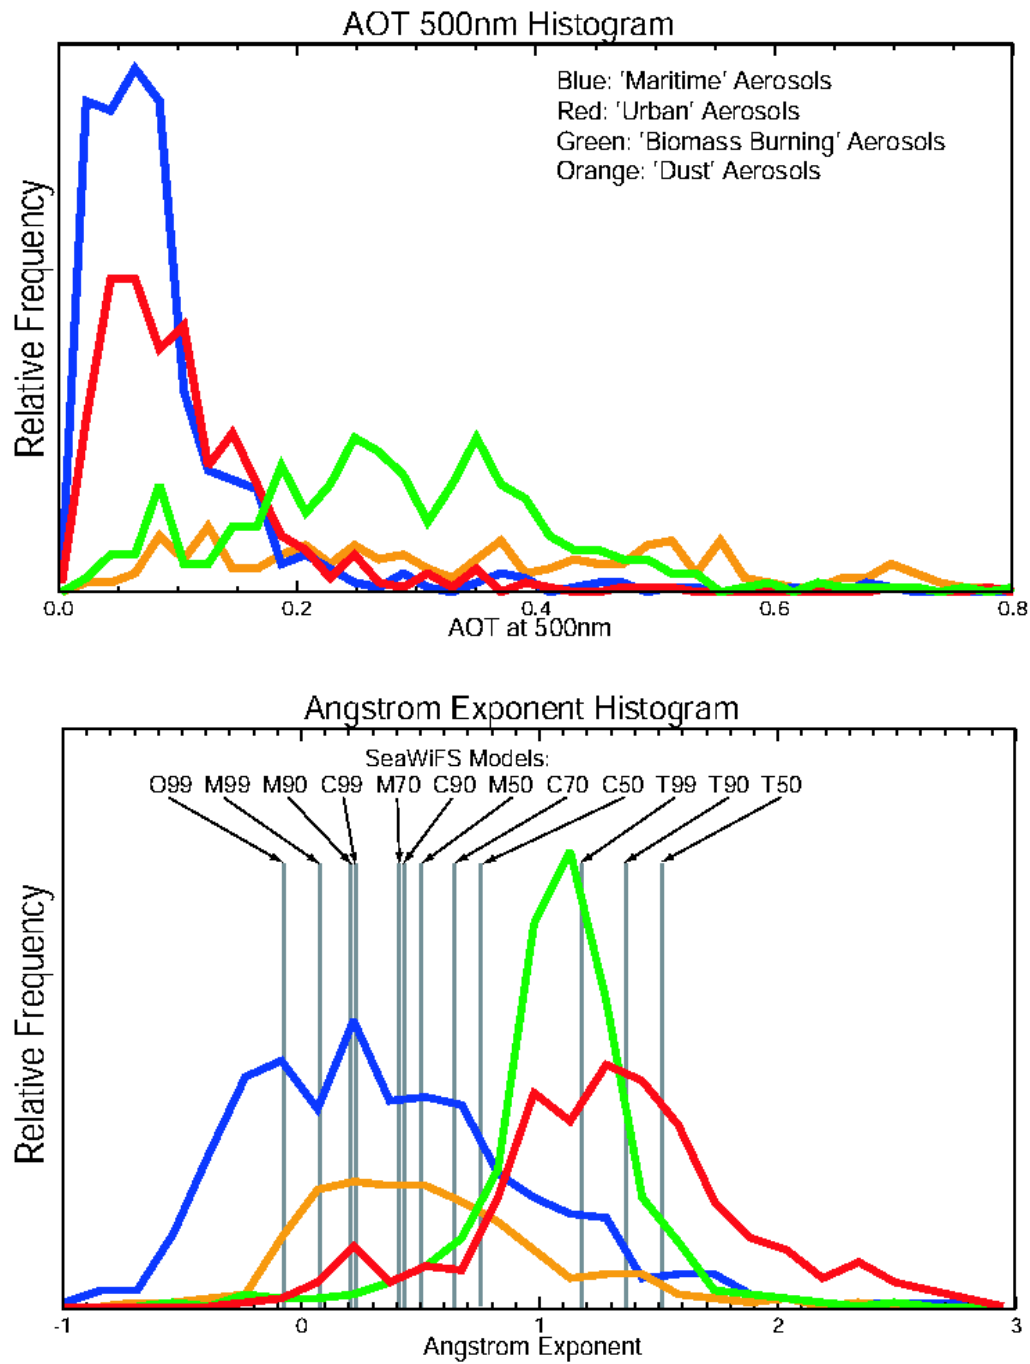 AOT 500nm Histogram
Blue: 'Maritime' Aerosols
Red: 'Urban' Aerosols
Green: 'Biomass Burning' Aerosols
Orange: 'Dust' Aerosols
Relative Frequency
0.0 0.2 0.4 0.6 0.8
AOT at 500nm
Angstrom Exponent Histogram
SeaWiFS Models:
O99 M99 M90 C99 M70 C90 M50 C70 C50 T99 T90 T50
Relative Frequency
-1 0 1 2 3
Angstrom Exponent